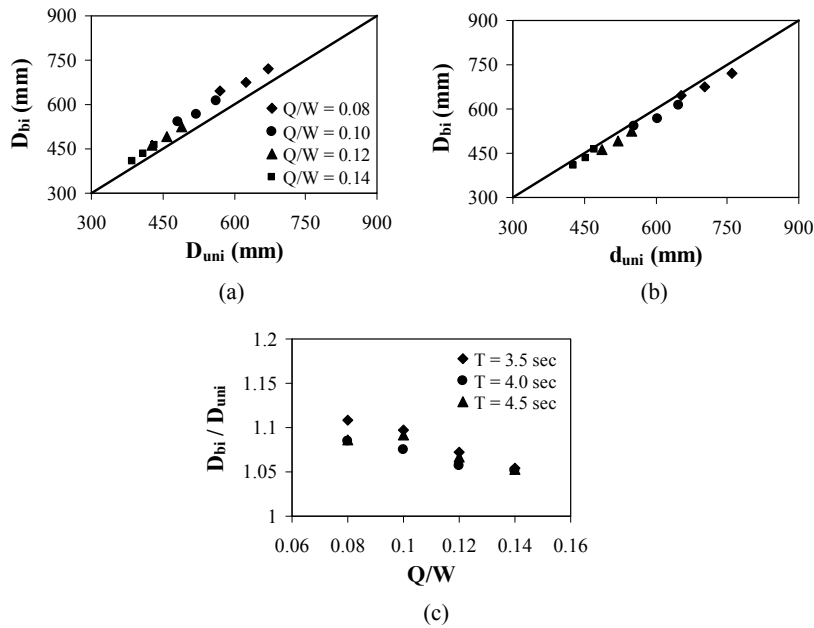 900
750
600
450
300
D_bi (mm)
Q/W = 0.08
Q/W = 0.10
Q/W = 0.12
Q/W = 0.14
300 450 600 750 900
D_uni (mm)
(a)
900
750
600
450
300
D_bi (mm)
300 450 600 750 900
d_uni (mm)
(b)
1.2
1.15
1.1
1.05
1
D_bi / D_uni
T = 3.5 sec
T = 4.0 sec
T = 4.5 sec
0.06 0.08 0.1 0.12 0.14 0.16
Q/W
(c)